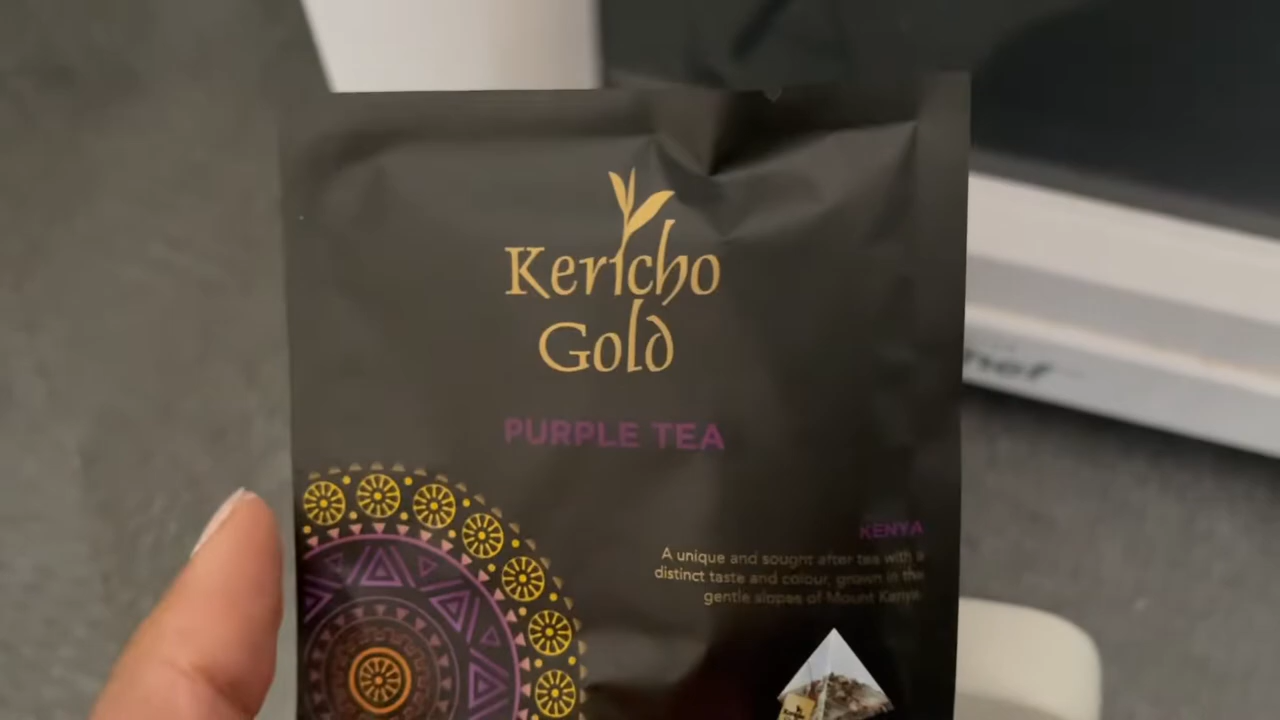 Kericho
Gold
PURPLE TEA
KENYA
A unique and sought after tea with a
distinct taste and colour, grown in the
gentle slopes of Mount Kenya